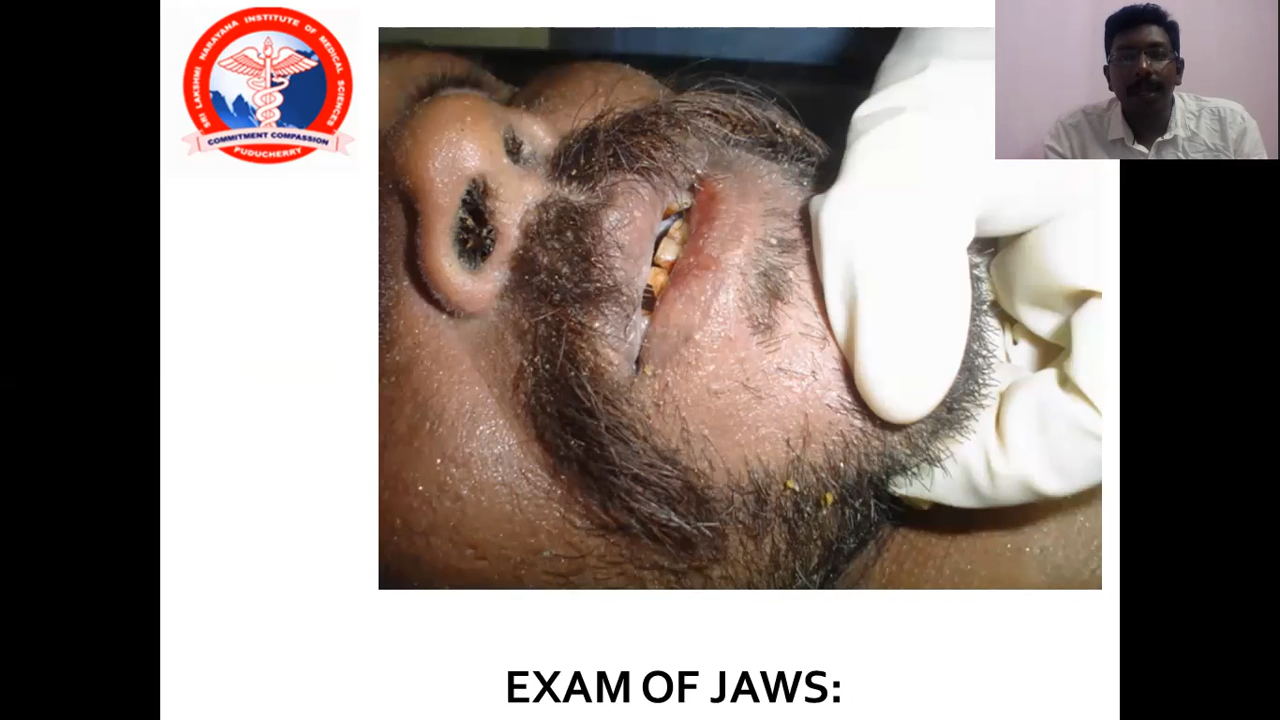 SRI LAKSHMI NARAYANA INSTITUTE OF MEDICAL SCIENCES
COMMITMENT COMPASSION
PUDUCHERRY
EXAM OF JAWS: